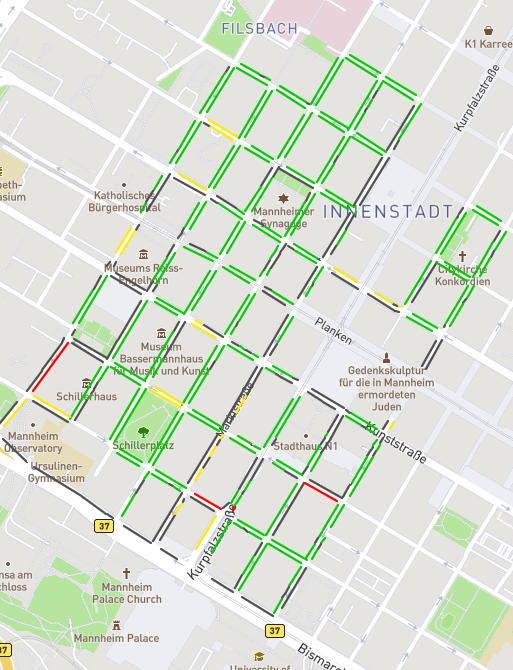 FILSBACH
K1 Karree
Kurpfalzstraße
Katholisches
Bürgerhospital
Mannheimer
Synagoge
INNENSTADT
Museums Reiss-
Engelhorn
Citykirche
Konkordien
Planken
Museum
Bassermannhaus
für Musik und Kunst
Gedenkskulptur
für die in Mannheim
ermordeten
Juden
Schillerhaus
Marktstraße
Kunststraße
Mannheim
Observatory
Schillerplatz
Stadthaus N1
Ursulinen-
Gymnasium
37
Kurpfalzstraße
Mannheim
Palace Church
Mannheim Palace
37
37
University of